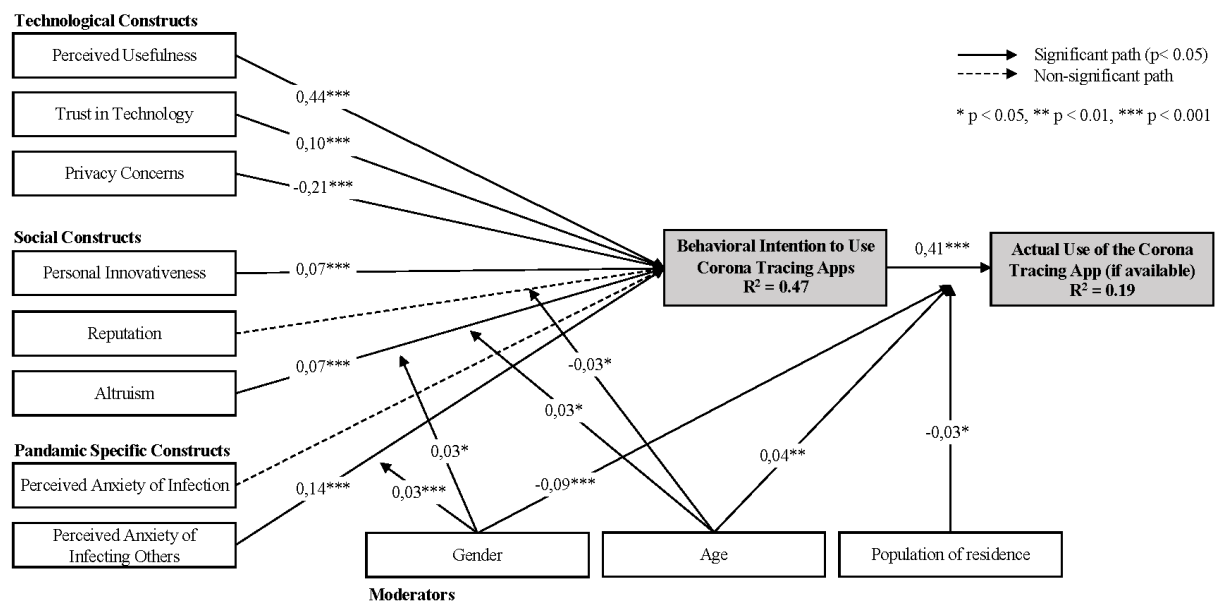 Technological Constructs
Perceived Usefulness
Trust in Technology
Privacy Concerns
Social Constructs
Personal Innovativeness
Reputation
Altruism
Pandamic Specific Constructs
Perceived Anxiety of Infection
Perceived Anxiety of
Infecting Others
0,44***
0,10***
-0,21***
0,07***
0,07***
0,14***
Behavioral Intention to Use
Corona Tracing Apps
R² = 0.47
0,41***
Actual Use of the Corona
Tracing App (if available)
R² = 0.19
Significant path (p< 0.05)
Non-significant path
* p < 0.05, ** p < 0.01, *** p < 0.001
-0,03*
0,03*
0,03*
0,03***
-0,09***
0,04**
-0,03*
Gender
Age
Population of residence
Moderators